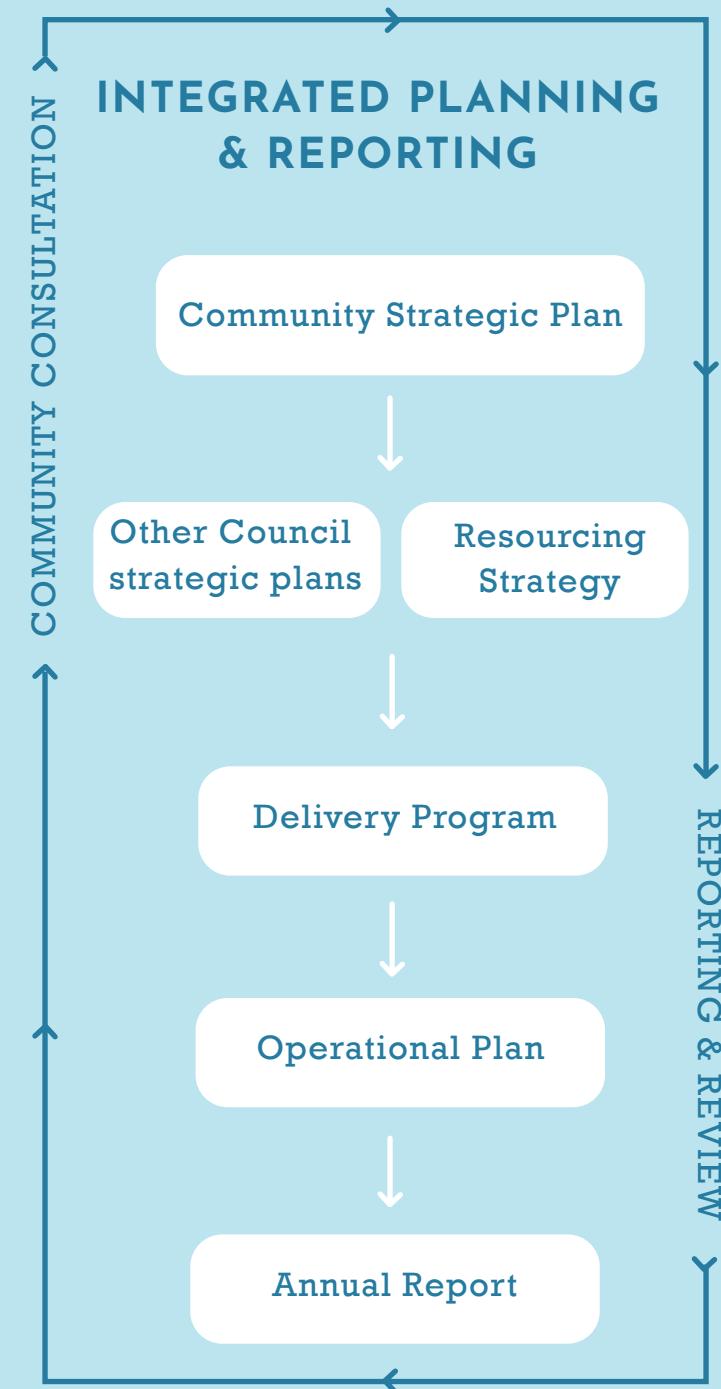 INTEGRATED PLANNING
& REPORTING
COMMUNITY CONSULTATION
Community Strategic Plan
Other Council
strategic plans
Resourcing
Strategy
Delivery Program
Operational Plan
Annual Report
REPORTING & REVIEW